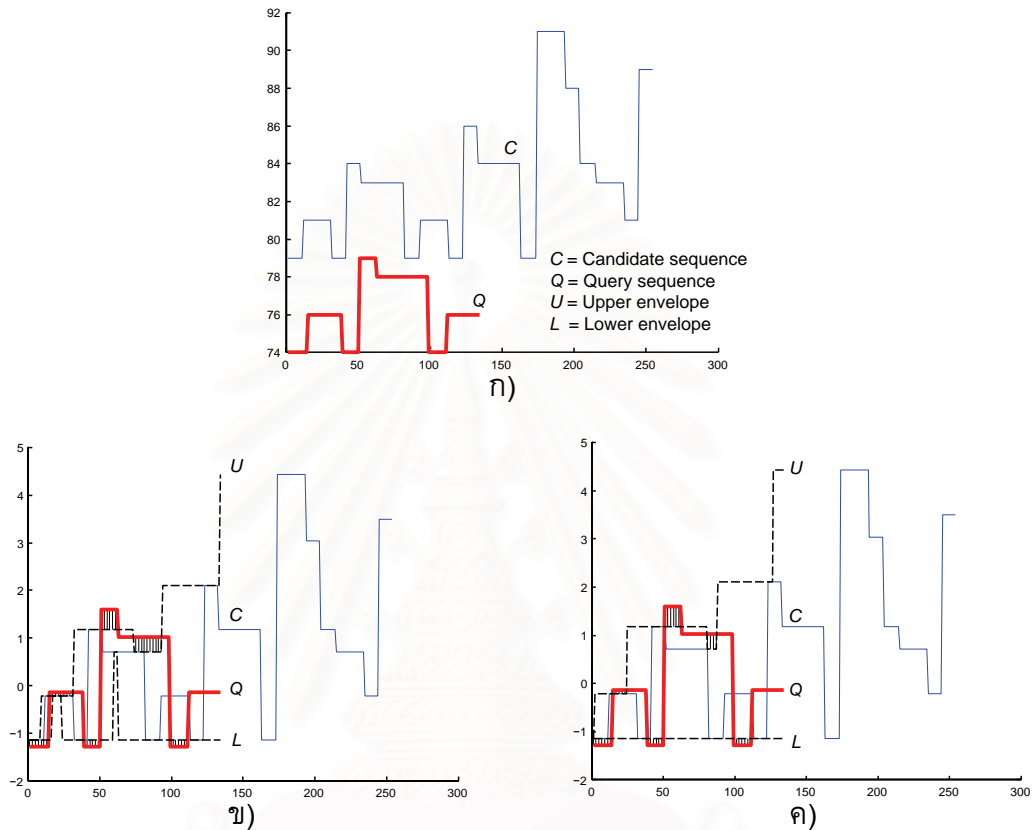 92
90
88
86
84
82
80
78
76
74
C
Q
C = Candidate sequence
Q = Query sequence
U = Upper envelope
L = Lower envelope
0 50 100 150 200 250 300
ก)
5
4
3
2
1
0
−1
−2
U
C
Q
L
0 50 100 150 200 250 300
ข)
5
4
3
2
1
0
−1
−2
U
C
Q
L
0 50 100 150 200 250 300
ค)